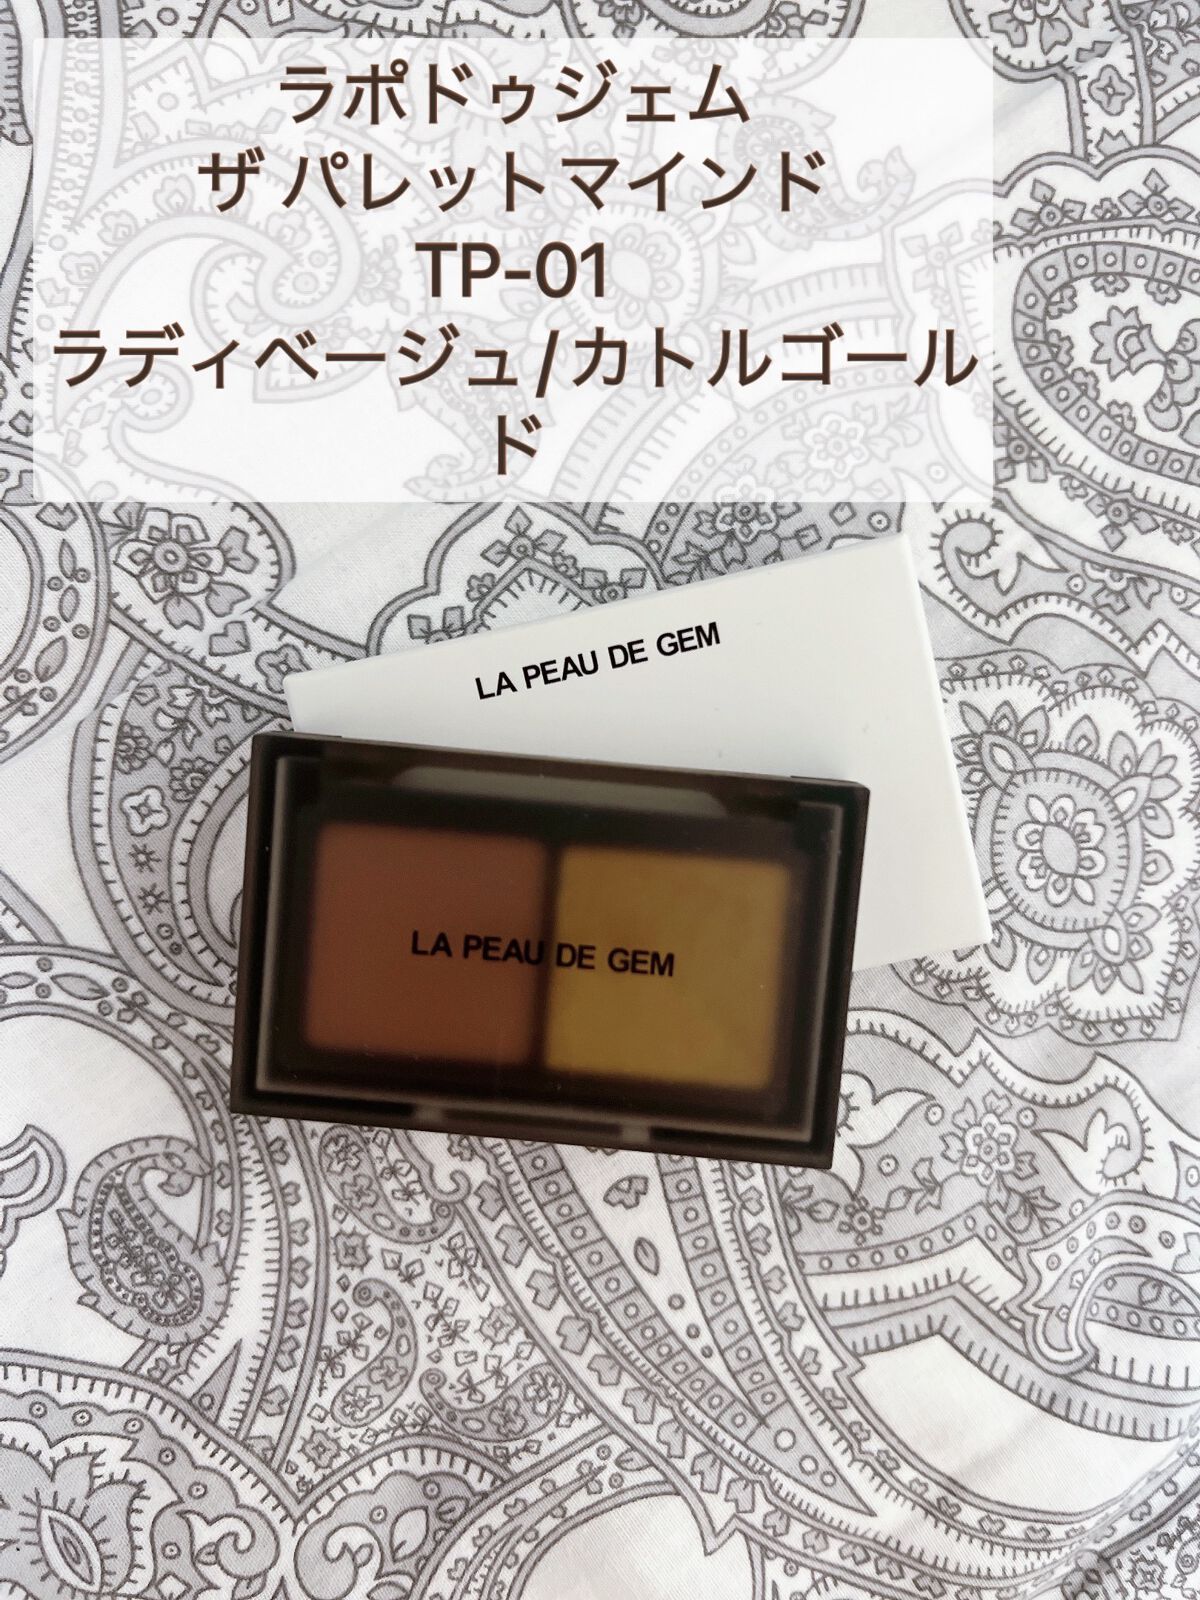 ラポドゥジェム
ザ パレットマインド
TP-01
ラディベージュ/カトルゴール
ド
LA PEAU DE GEM
LA PEAU DE GEM